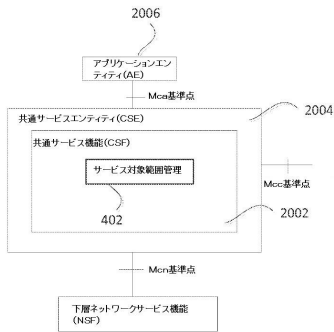 2006
アプリケーションエン
ティティ(AE)
Mca基準点
2004
共通サービスエンティティ(CSE)
共通サービス機能(CSF)
サービス対象範囲管理
Mcc基準点
402
2002
Mcn基準点
下層ネットワークサービス機能
(NSF)